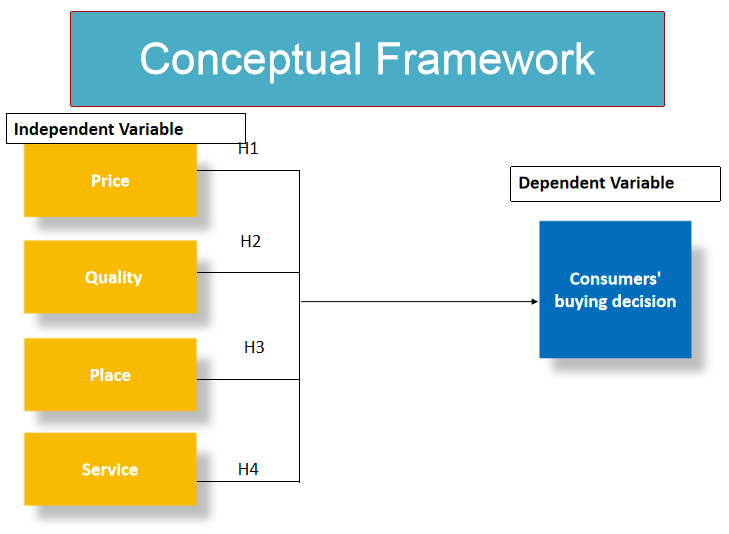 Conceptual Framework
Independent Variable
H1
Price
Dependent Variable
H2
Quality
Consumers'
buying decision
H3
Place
Service
H4